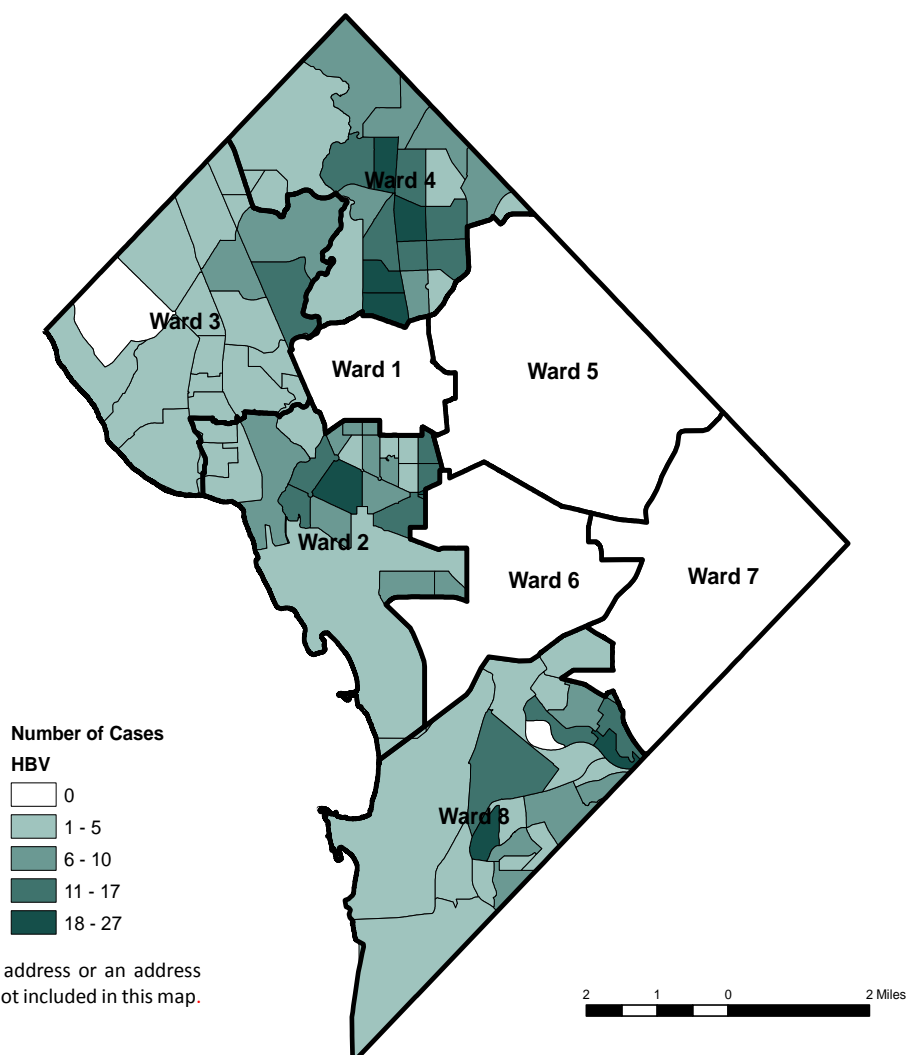 Ward 4
Ward 3
Ward 1
Ward 5
Ward 2
Ward 6
Ward 7
Ward 8
Number of Cases
HBV
0
1 - 5
6 - 10
11 - 17
18 - 27
address or an address
ot included in this map.
2 1 0 2 Miles